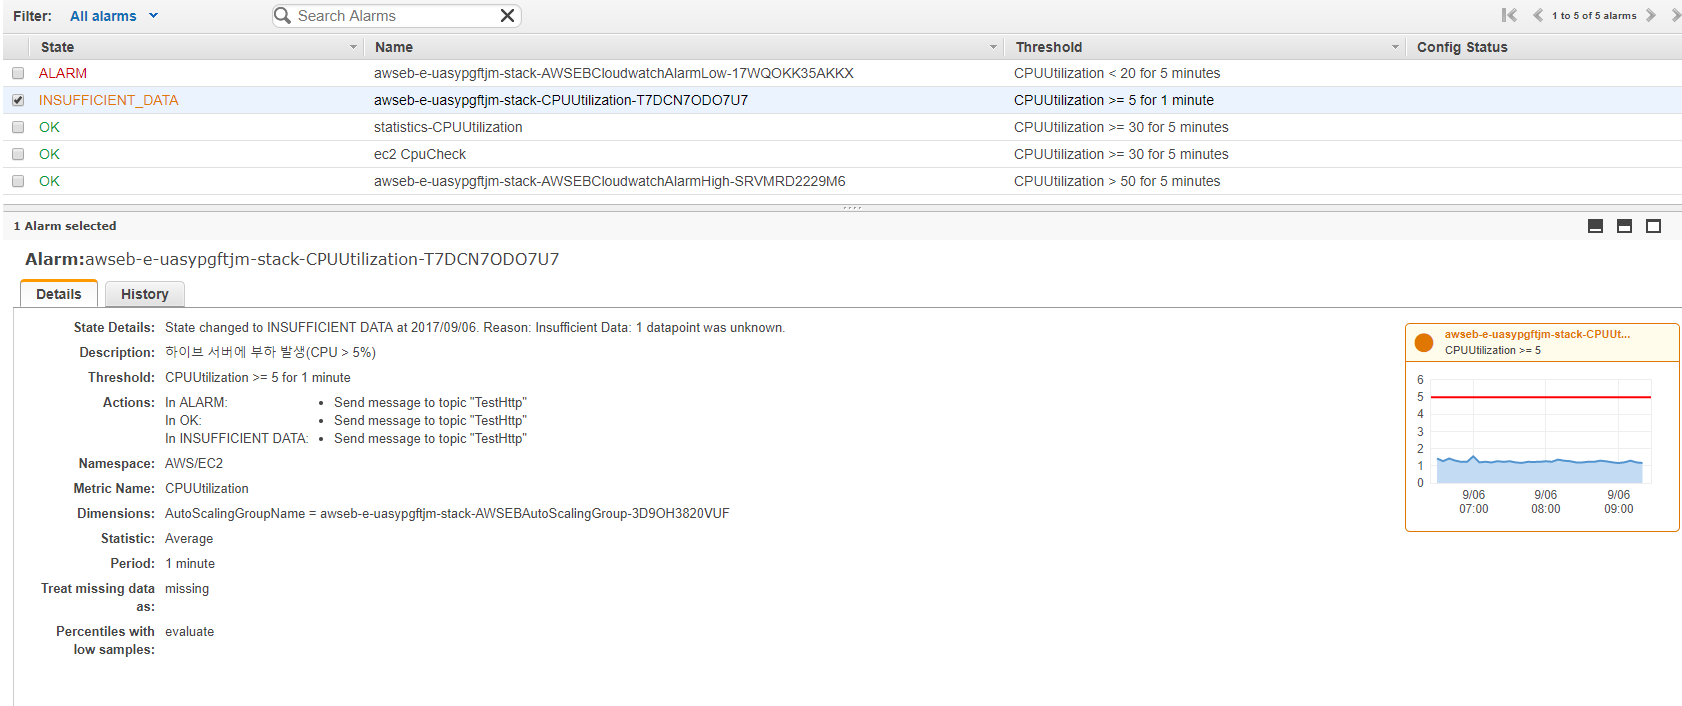 Filter: All alarms Search Alarms 1 to 5 of 5 alarms
State Name Threshold Config Status
ALARM awseb-e-uasypgftjm-stack-AWSEBCloudwatchAlarmLow-17WQOKK35AKKX CPUUtilization < 20 for 5 minutes
INSUFFICIENT_DATA awseb-e-uasypgftjm-stack-CPUUtilization-T7DCN7ODO7U7 CPUUtilization >= 5 for 1 minute
OK statistics-CPUUtilization CPUUtilization >= 30 for 5 minutes
OK ec2 CpuCheck CPUUtilization >= 30 for 5 minutes
OK awseb-e-uasypgftjm-stack-AWSEBCloudwatchAlarmHigh-SRVMRD2229M6 CPUUtilization > 50 for 5 minutes
1 Alarm selected
Alarm:awseb-e-uasypgftjm-stack-CPUUtilization-T7DCN7ODO7U7
Details History
State Details: State changed to INSUFFICIENT DATA at 2017/09/06. Reason: Insufficient Data: 1 datapoint was unknown.
Description: 하이브 서버에 부하 발생(CPU > 5%)
Threshold: CPUUtilization >= 5 for 1 minute
Actions: In ALARM: • Send message to topic "TestHttp"
In OK: • Send message to topic "TestHttp"
In INSUFFICIENT DATA: • Send message to topic "TestHttp"
Namespace: AWS/EC2
Metric Name: CPUUtilization
Dimensions: AutoScalingGroupName = awseb-e-uasypgftjm-stack-AWSEBAutoScalingGroup-3D9OH3820VUF
Statistic: Average
Period: 1 minute
Treat missing data as: missing
Percentiles with low samples: evaluate
awseb-e-uasypgftjm-stack-CPUUt...
CPUUtilization >= 5
6
5
4
3
2
1
0
9/06 9/06 9/06
07:00 08:00 09:00